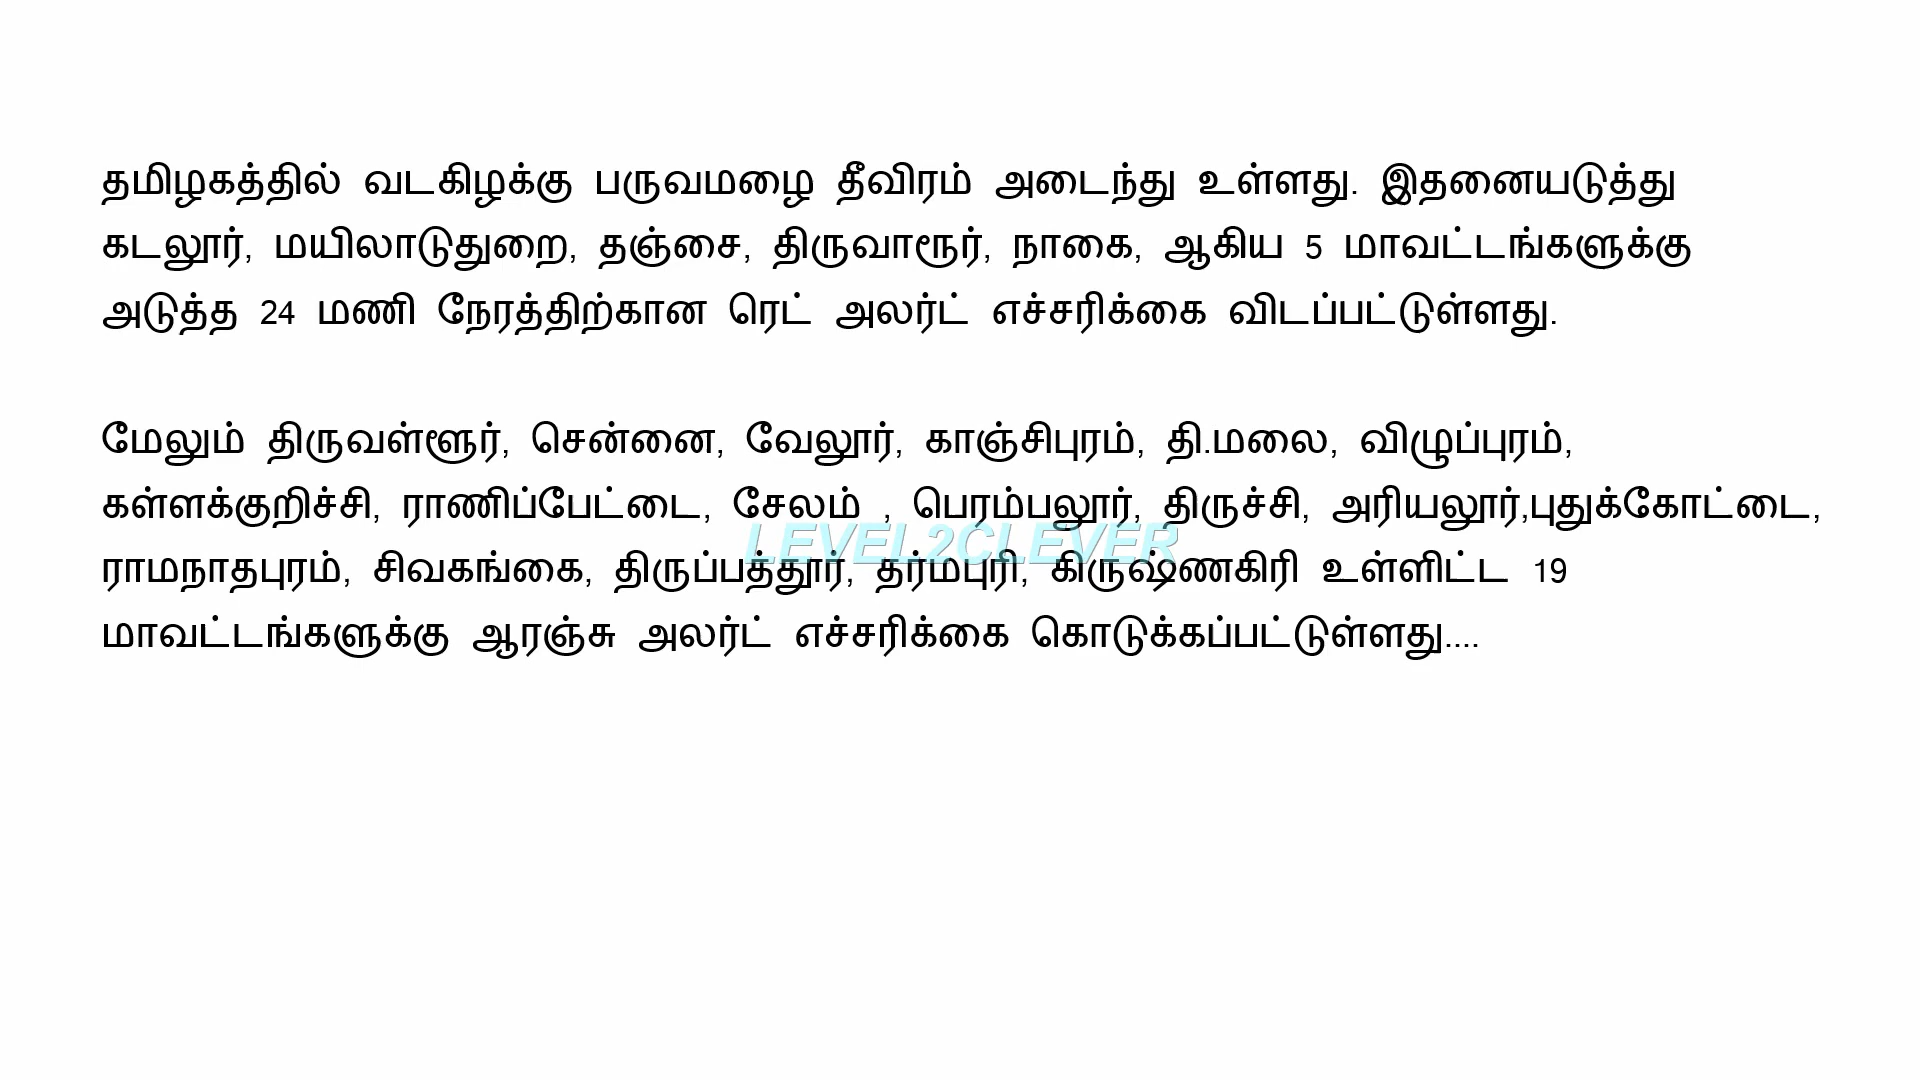 தமிழகத்தில் வடகிழக்கு பருவமழை தீவிரம் அடைந்து உள்ளது. இதனையடுத்து
கடலூர், மயிலாடுதுறை, தஞ்சை, திருவாரூர், நாகை, ஆகிய 5 மாவட்டங்களுக்கு
அடுத்த 24 மணி நேரத்திற்கான ரெட் அலர்ட் எச்சரிக்கை விடப்பட்டுள்ளது.
மேலும் திருவள்ளூர், சென்னை, வேலூர், காஞ்சிபுரம், தி.மலை, விழுப்புரம்,
கள்ளக்குறிச்சி, ராணிப்பேட்டை, சேலம் , பெரம்பலூர், திருச்சி, அரியலூர்,புதுக்கோட்டை,
LEVEL2CLEVER
ராமநாதபுரம், சிவகங்கை, திருப்பத்தூர், தர்மபுரி, கிருஷ்ணகிரி உள்ளிட்ட 19
மாவட்டங்களுக்கு ஆரஞ்சு அலர்ட் எச்சரிக்கை கொடுக்கப்பட்டுள்ளது....